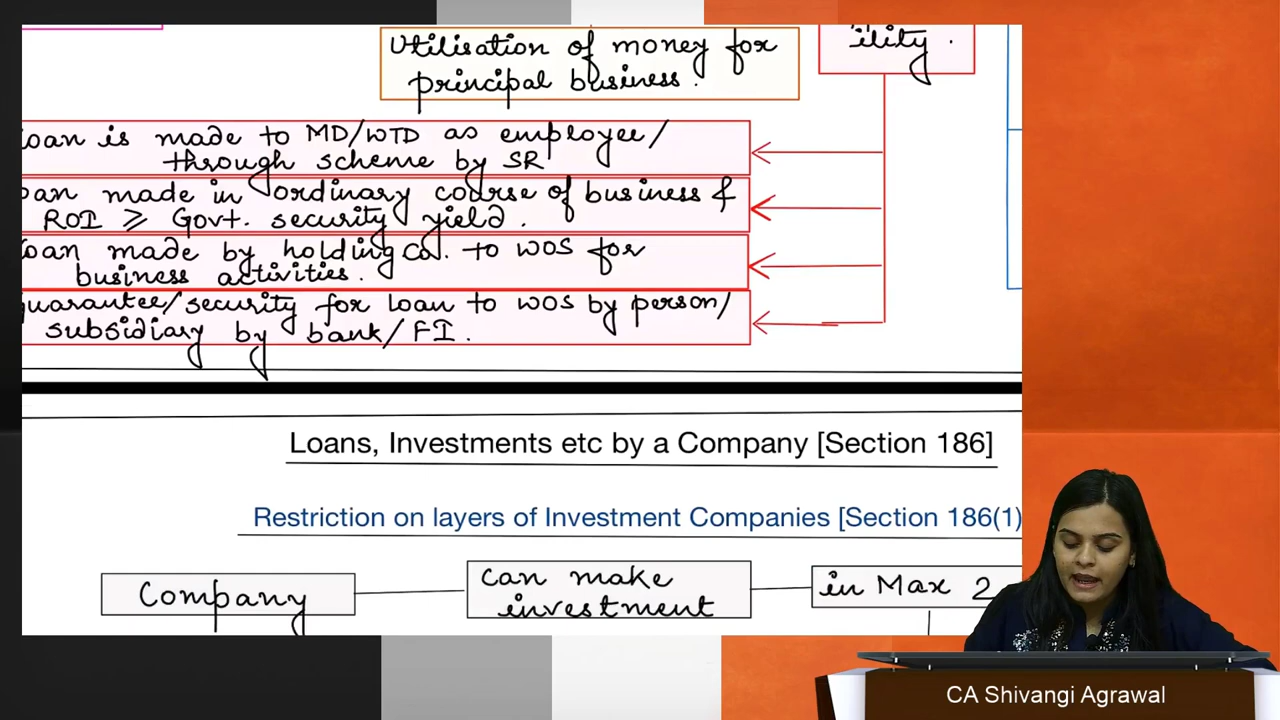 Utilisation of money for
principal business.
ility.
loan is made to MD/WTD as employee/
through scheme by SR
oan made in ordinary course of business &
ROI ⩾ Govt. security yield.
loan made by holding Co. to WOS for
business activities.
guarantee/security for loan to WOS by person/
subsidiary by bank/FI.
Loans, Investments etc by a Company [Section 186]
Restriction on layers of Investment Companies [Section 186(1)
Company
can make
investment
in Max 2
CA Shivangi Agrawal